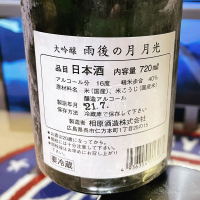 大吟醸 雨後の月 月光
品目 日本酒 内容量 720㎖
アルコール分 16度 精米歩合 40%
原材料名 米(国産)、米こうじ(国産米)
醸造アルコール
製造年月 21.7.
保存方法 冷蔵庫で保存して下さい。
製造者 相原酒造株式会社
広島県呉市仁方本町1丁目25の15
要冷蔵